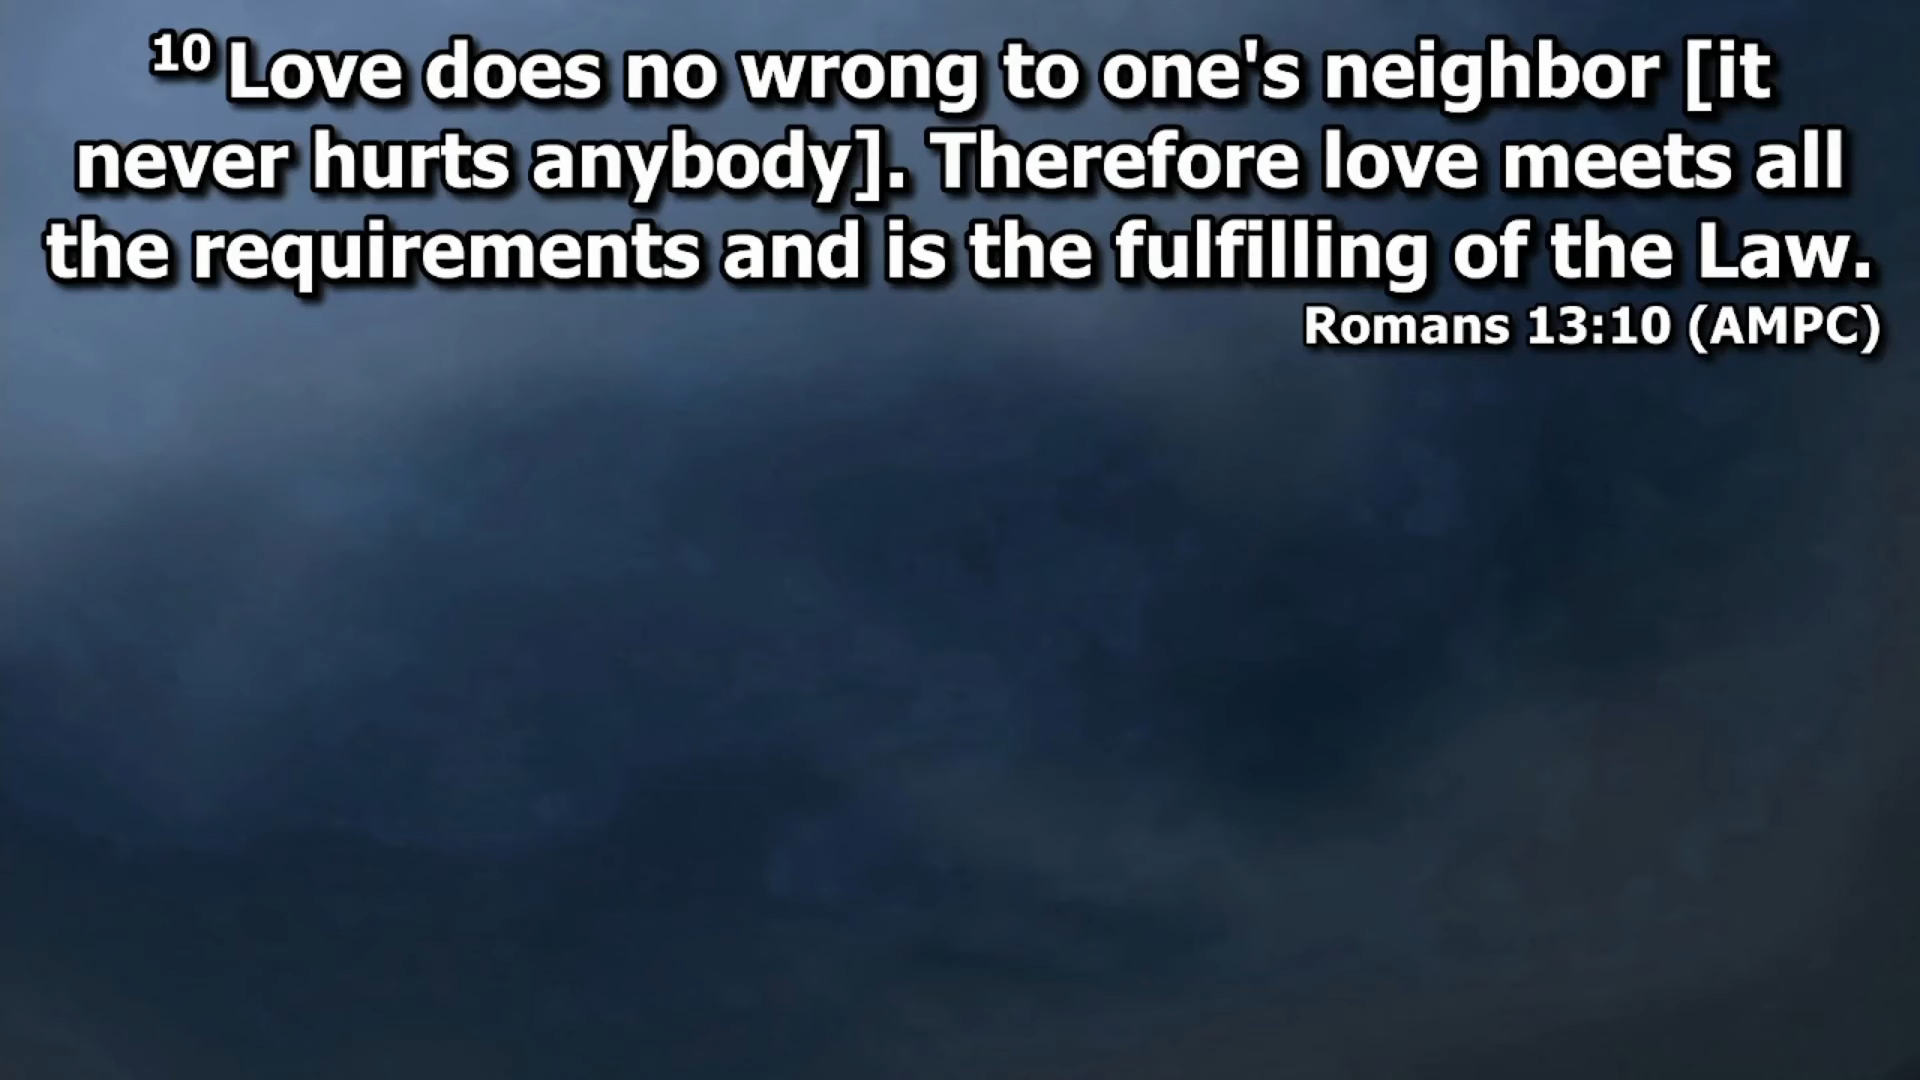 10 Love does no wrong to one's neighbor [it
never hurts anybody]. Therefore love meets all
the requirements and is the fulfilling of the Law.
Romans 13:10 (AMPC)